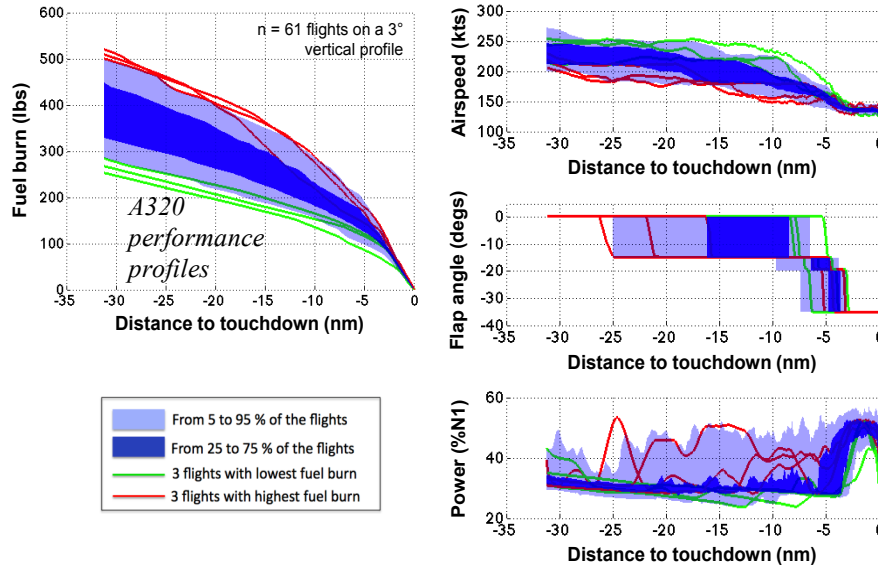 n = 61 flights on a 3°
vertical profile
Fuel burn (lbs)
600
500
400
300
200
100
0
A320
performance
profiles
-35 -30 -25 -20 -15 -10 -5 0
Distance to touchdown (nm)
Airspeed (kts)
300
250
200
150
100
-35 -30 -25 -20 -15 -10 -5 0
Distance to touchdown (nm)
Flap angle (degs)
0
-10
-20
-30
-40
-35 -30 -25 -20 -15 -10 -5 0
Distance to touchdown (nm)
From 5 to 95 % of the flights
From 25 to 75 % of the flights
3 flights with lowest fuel burn
3 flights with highest fuel burn
Power (%N1)
60
40
20
-35 -30 -25 -20 -15 -10 -5 0
Distance to touchdown (nm)